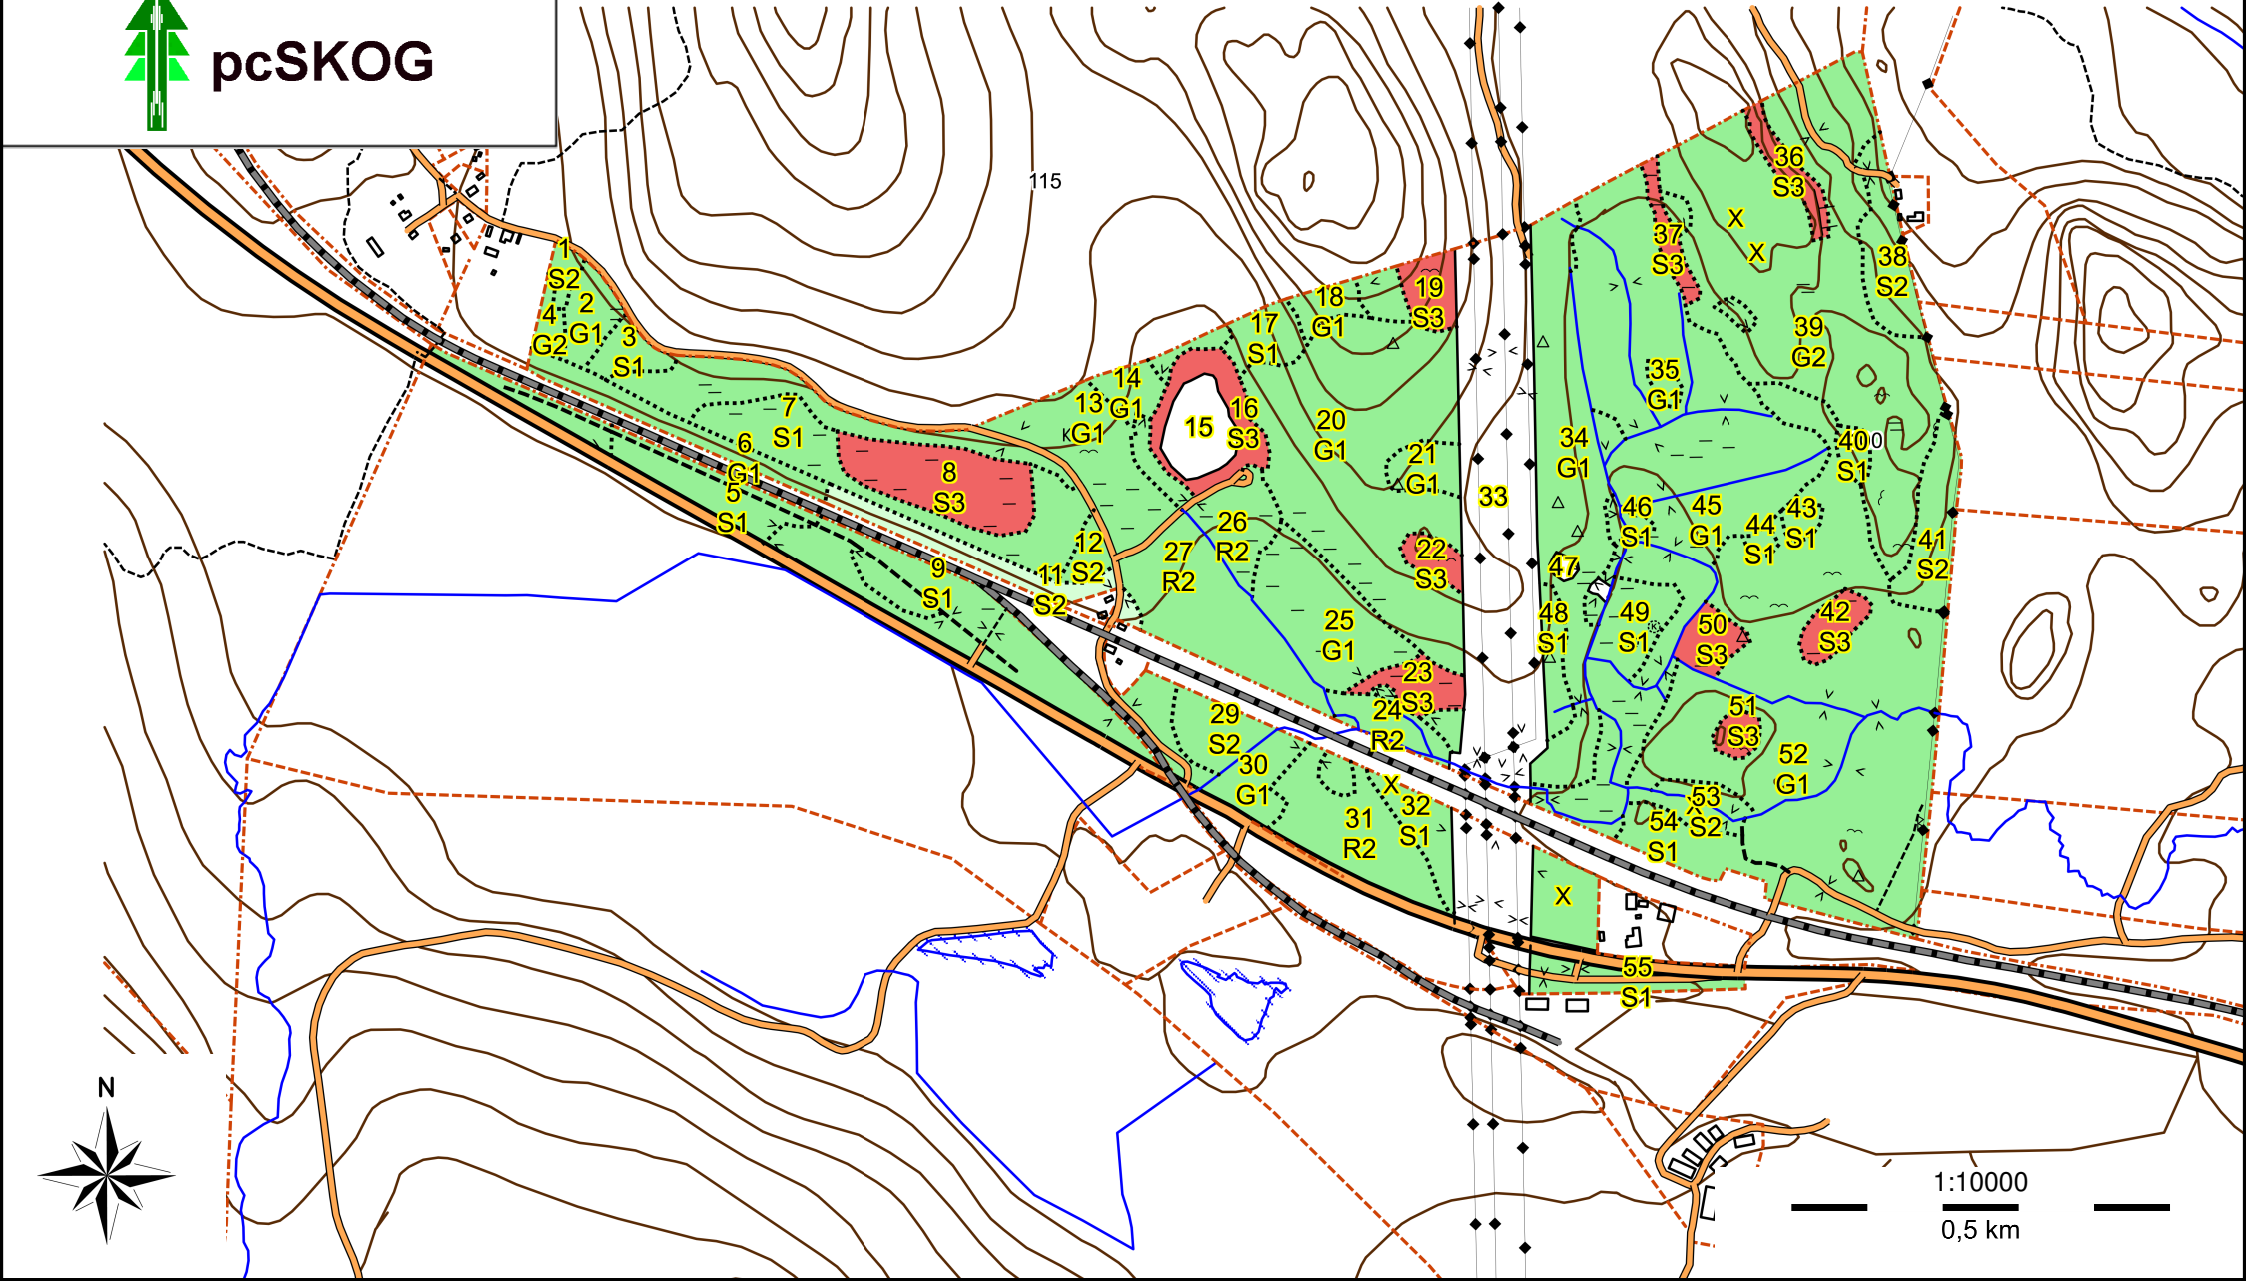 pcSKOG
115
1
S2
2
G1
3
S1
4
G2
5
S1
6
G1
7
S1
8
S3
9
S1
11
S2
12
S2
13
KG1
14
G1
15
16
S3
17
S1
18
G1
19
S3
20
G1
21
G1
22
S3
23
S3
24
R2
25
G1
26
R2
27
R2
29
S2
30
G1
31
R2
X
32
S1
33
34
G1
35
G1
36
S3
37
S3
X
X
38
S2
39
G2
400
S1
41
S2
42
S3
43
S1
44
S1
45
G1
46
S1
47
48
S1
49
S1
K
50
S3
51
S3
52
G1
53
X
S2
54
S1
X
55
S1
N
1:10000
0,5 km